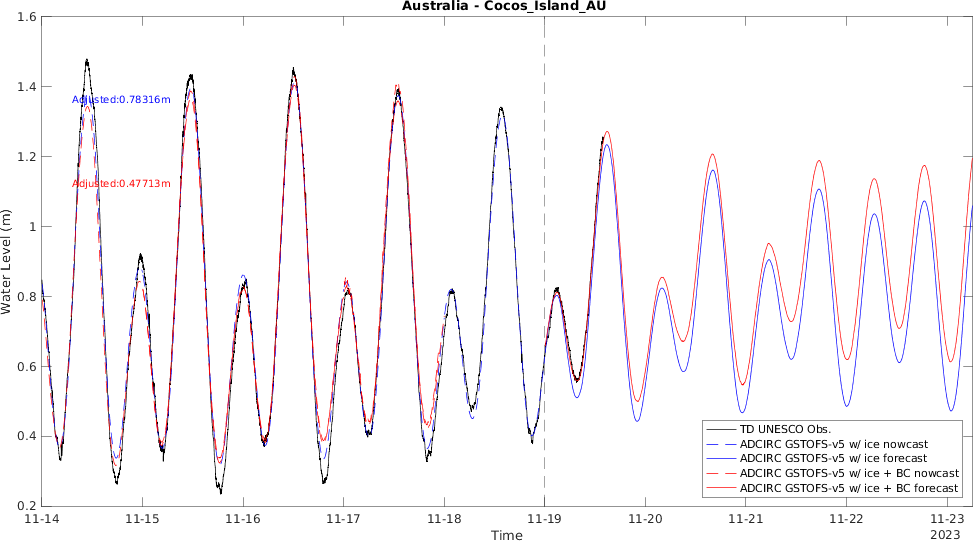 Australia - Cocos_Island_AU
1.6
1.4
1.2
1
0.8
0.6
0.4
0.2
Water Level (m)
Adjusted:0.78316m
Adjusted:0.47713m
TD UNESCO Obs.
ADCIRC GSTOFS-v5 w/ ice nowcast
ADCIRC GSTOFS-v5 w/ ice forecast
ADCIRC GSTOFS-v5 w/ ice + BC nowcast
ADCIRC GSTOFS-v5 w/ ice + BC forecast
11-14 11-15 11-16 11-17 11-18 11-19 11-20 11-21 11-22 11-23
Time
2023